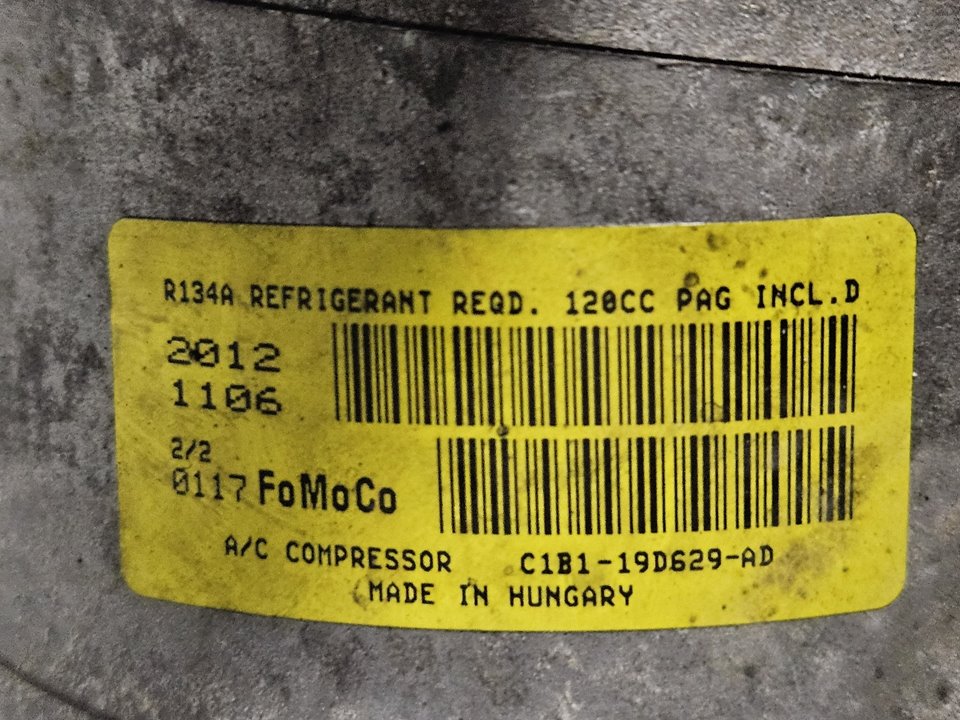 R134A REFRIGERANT REQD. 120CC PAG INCL.D
2012
1106
2/2
0117 FoMoCo
A/C COMPRESSOR C1B1-19D629-AD
MADE IN HUNGARY